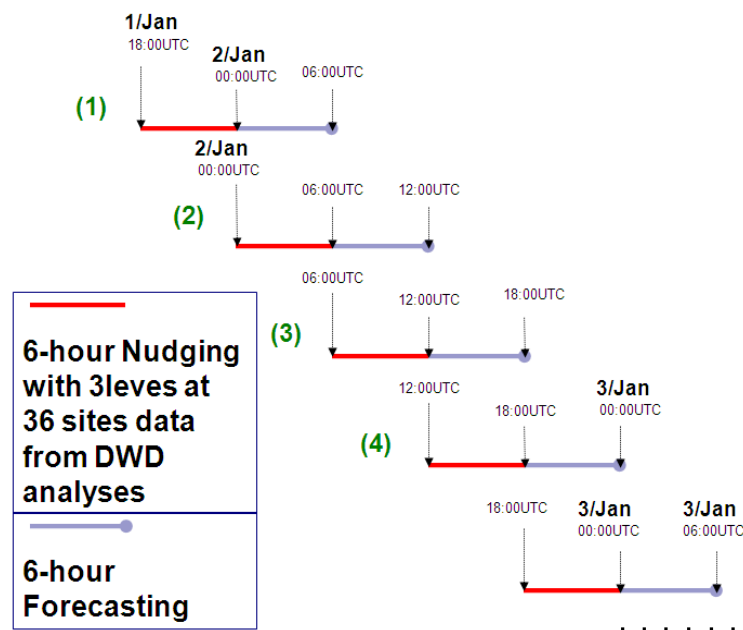 1/Jan
18:00UTC
2/Jan
00:00UTC
06:00UTC
(1)
2/Jan
00:00UTC
06:00UTC
12:00UTC
(2)
06:00UTC
12:00UTC
18:00UTC
(3)
12:00UTC
18:00UTC
3/Jan
00:00UTC
(4)
18:00UTC
3/Jan
00:00UTC
3/Jan
06:00UTC
6-hour Nudging
with 3leves at
36 sites data
from DWD
analyses
6-hour
Forecasting